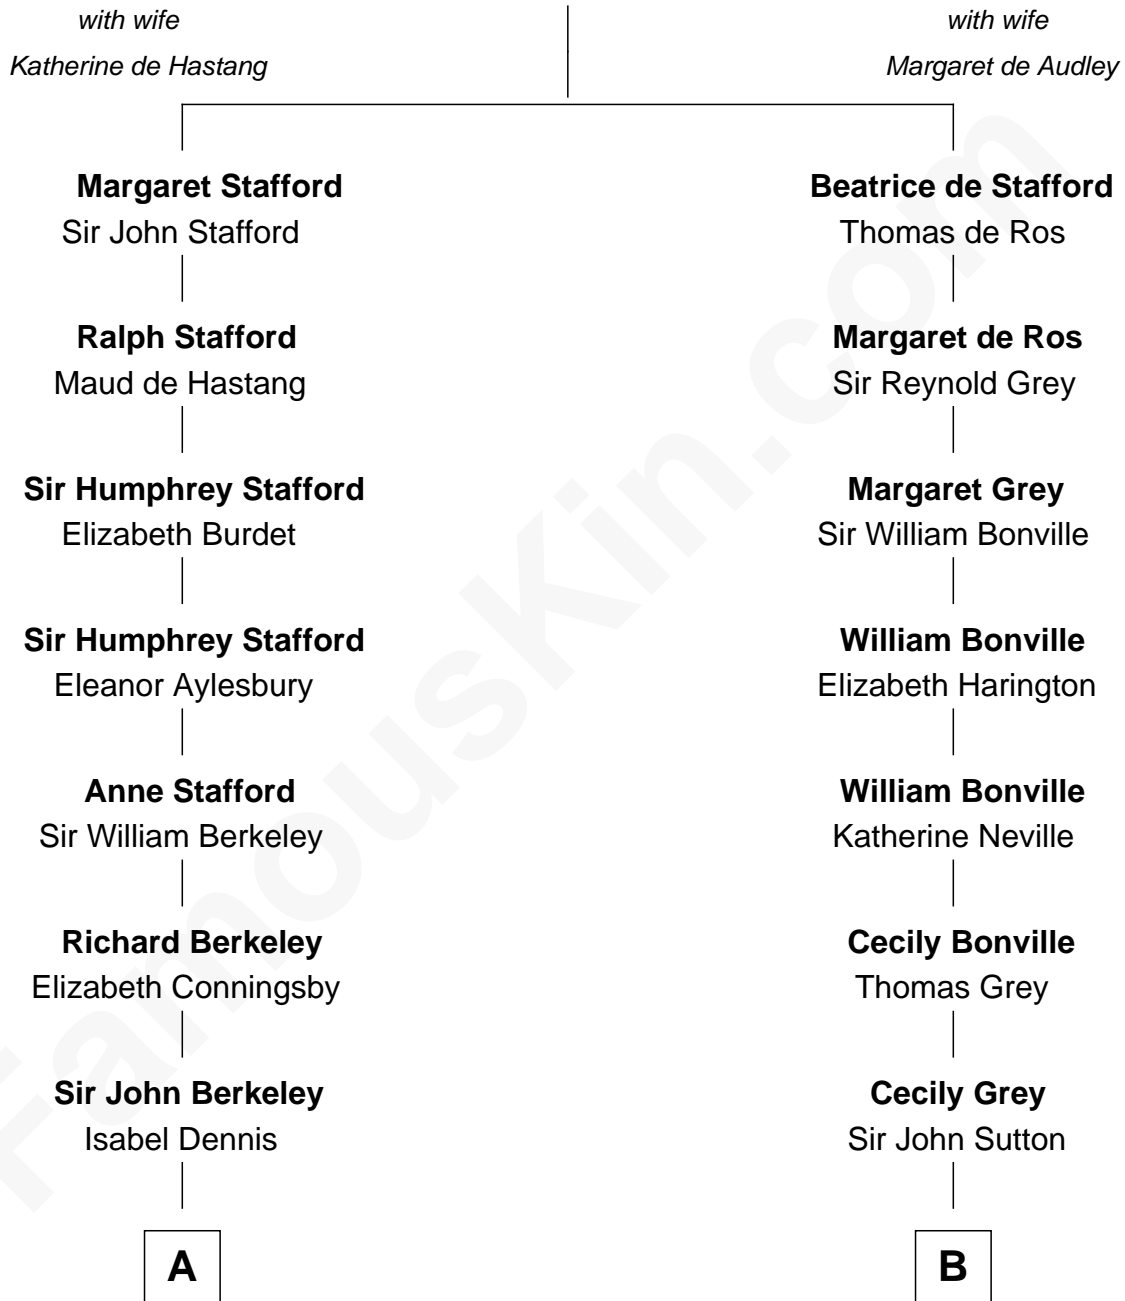 with wife
Katherine de Hastang
with wife
Margaret de Audley
Margaret Stafford
Sir John Stafford
Beatrice de Stafford
Thomas de Ros
Ralph Stafford
Maud de Hastang
Margaret de Ros
Sir Reynold Grey
Sir Humphrey Stafford
Elizabeth Burdet
Margaret Grey
Sir William Bonville
Sir Humphrey Stafford
Eleanor Aylesbury
William Bonville
Elizabeth Harington
Anne Stafford
Sir William Berkeley
William Bonville
Katherine Neville
Richard Berkeley
Elizabeth Conningsby
Cecily Bonville
Thomas Grey
Sir John Berkeley
Isabel Dennis
Cecily Grey
Sir John Sutton
A
B
FamousKin.com